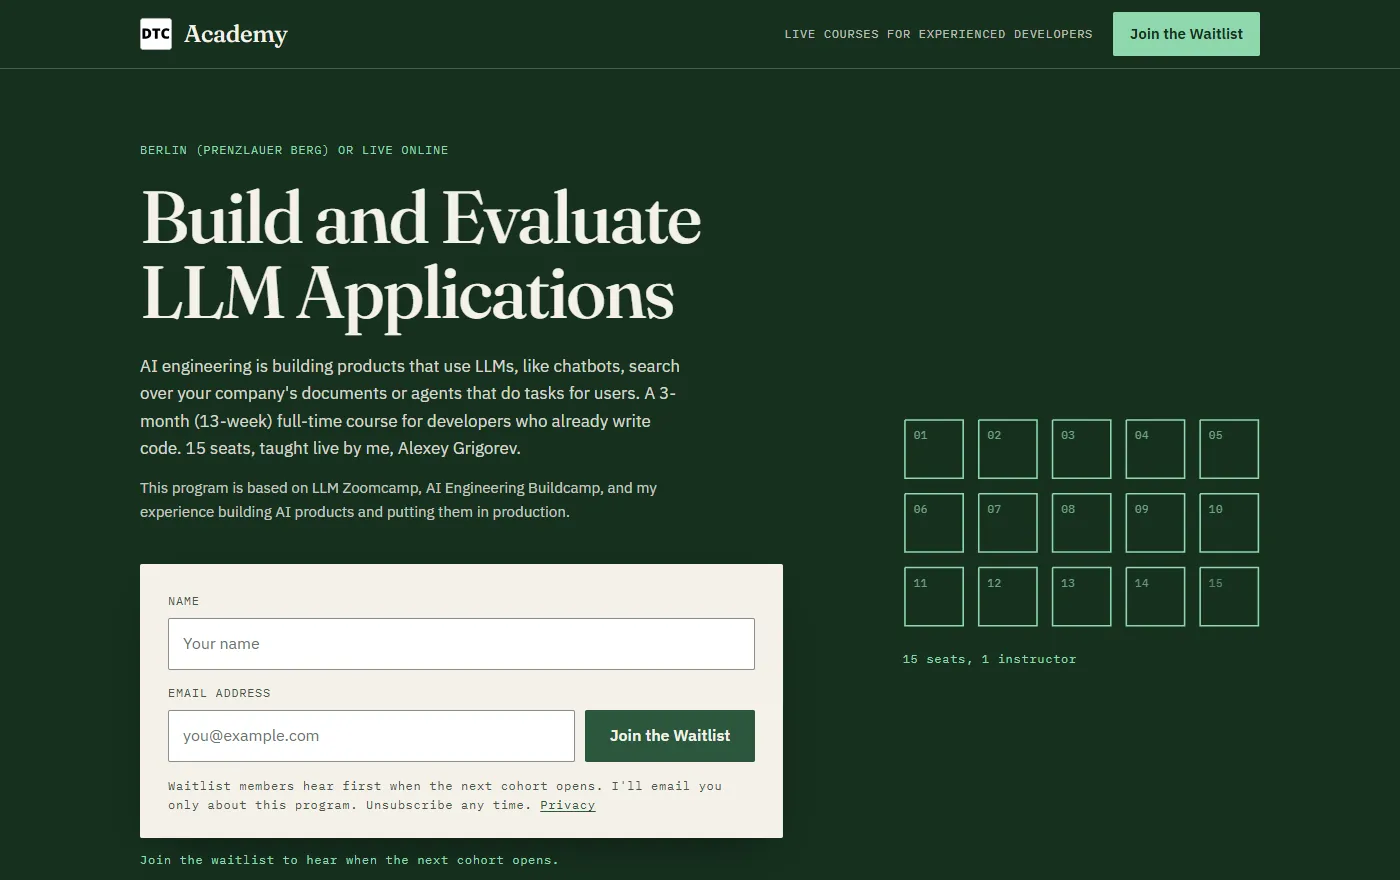 DTC Academy
LIVE COURSES FOR EXPERIENCED DEVELOPERS
Join the Waitlist
BERLIN (PRENZLAUER BERG) OR LIVE ONLINE
Build and Evaluate
LLM Applications
AI engineering is building products that use LLMs, like chatbots, search
over your company's documents or agents that do tasks for users. A 3-
month (13-week) full-time course for developers who already write
code. 15 seats, taught live by me, Alexey Grigorev.
This program is based on LLM Zoomcamp, AI Engineering Buildcamp, and my
experience building AI products and putting them in production.
NAME
Your name
EMAIL ADDRESS
you@example.com
Join the Waitlist
Waitlist members hear first when the next cohort opens. I'll email you
only about this program. Unsubscribe any time. Privacy
Join the waitlist to hear when the next cohort opens.
01 02 03 04 05
06 07 08 09 10
11 12 13 14 15
15 seats, 1 instructor